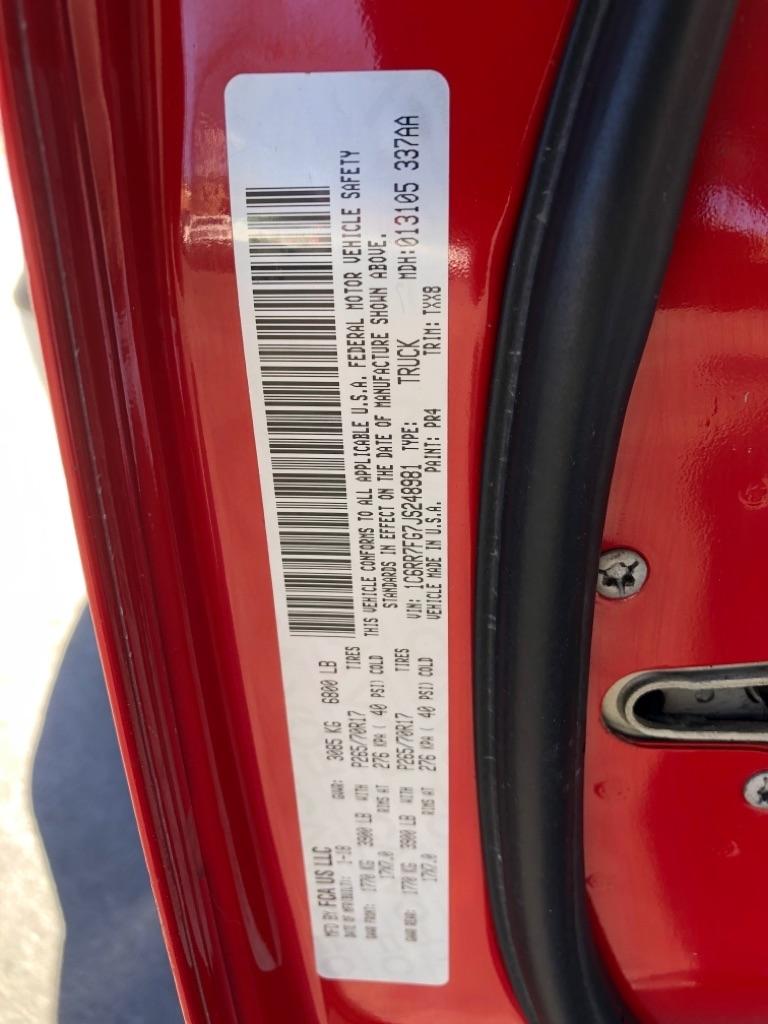 MFD BY: FCA US LLC
DATE OF MFR(BUILT): 1-18 GVWR: 3085 KG 6800 LB
GAWR FRONT: 1770 KG 3900 LB WITH P265/70R17 TIRES
17X7.0 RIMS AT 276 KPA ( 40 PSI) COLD
GAWR REAR: 1770 KG 3900 LB WITH P265/70R17 TIRES
17X7.0 RIMS AT 276 KPA ( 40 PSI) COLD
THIS VEHICLE CONFORMS TO ALL APPLICABLE U.S.A. FEDERAL MOTOR VEHICLE SAFETY
STANDARDS IN EFFECT ON THE DATE OF MANUFACTURE SHOWN ABOVE.
VIN: 1C6RR7FG7JS248981 TYPE: TRUCK MDH:013105 337AA
VEHICLE MADE IN U.S.A. PAINT: PR4 TRIM: TXX8